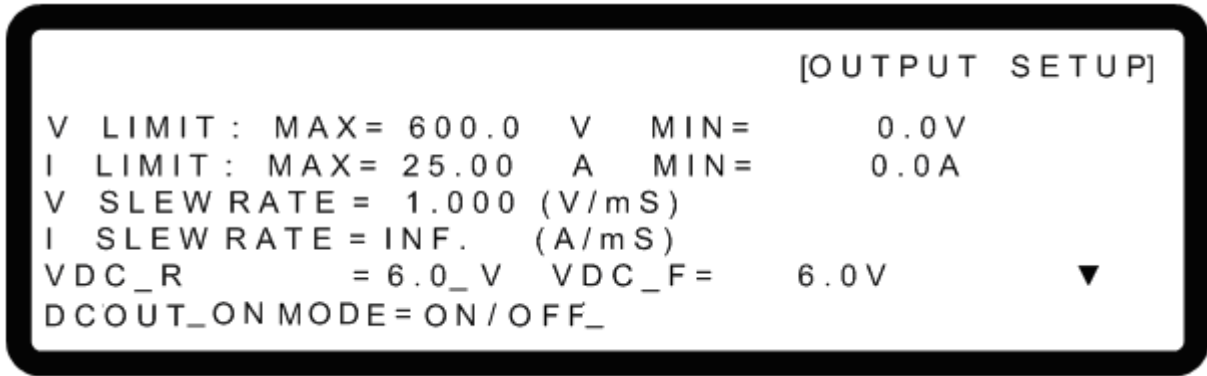 [OUTPUT SETUP]
V LIMIT: MAX= 600.0 V MIN= 0.0V
I LIMIT: MAX= 25.00 A MIN= 0.0A
V SLEW RATE = 1.000 (V/mS)
I SLEW RATE = INF. (A/mS)
VDC_R = 6.0_ V VDC_F= 6.0V ▼
DCOUT_ON MODE= ON/OFF_